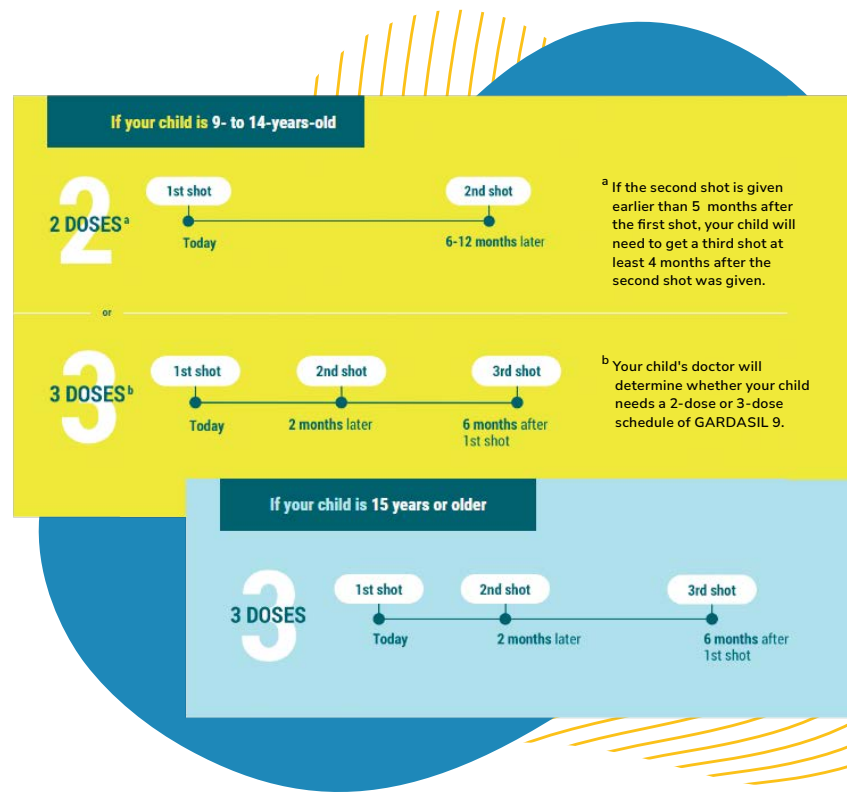 If your child is 9- to 14-years-old
2
2 DOSESᵃ
1st shot
2nd shot
Today
6-12 months later
ᵃ If the second shot is given
earlier than 5 months after
the first shot, your child will
need to get a third shot at
least 4 months after the
second shot was given.
or
3
3 DOSESᵇ
1st shot
2nd shot
3rd shot
Today
2 months later
6 months after
1st shot
ᵇ Your child's doctor will
determine whether your child
needs a 2-dose or 3-dose
schedule of GARDASIL 9.
If your child is 15 years or older
3
3 DOSES
1st shot
2nd shot
3rd shot
Today
2 months later
6 months after
1st shot